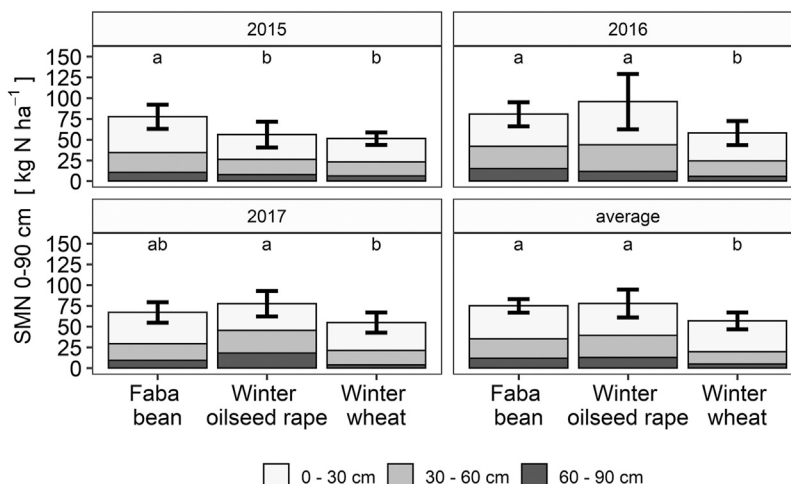 2015
2016
a b b
a a b
150
125
100
75
50
25
0
2017
average
ab a b
a a b
150
125
100
75
50
25
0
SMN 0-90 cm [ kg N ha⁻¹ ]
Faba bean
Winter oilseed rape
Winter wheat
Faba bean
Winter oilseed rape
Winter wheat
0 - 30 cm 30 - 60 cm 60 - 90 cm